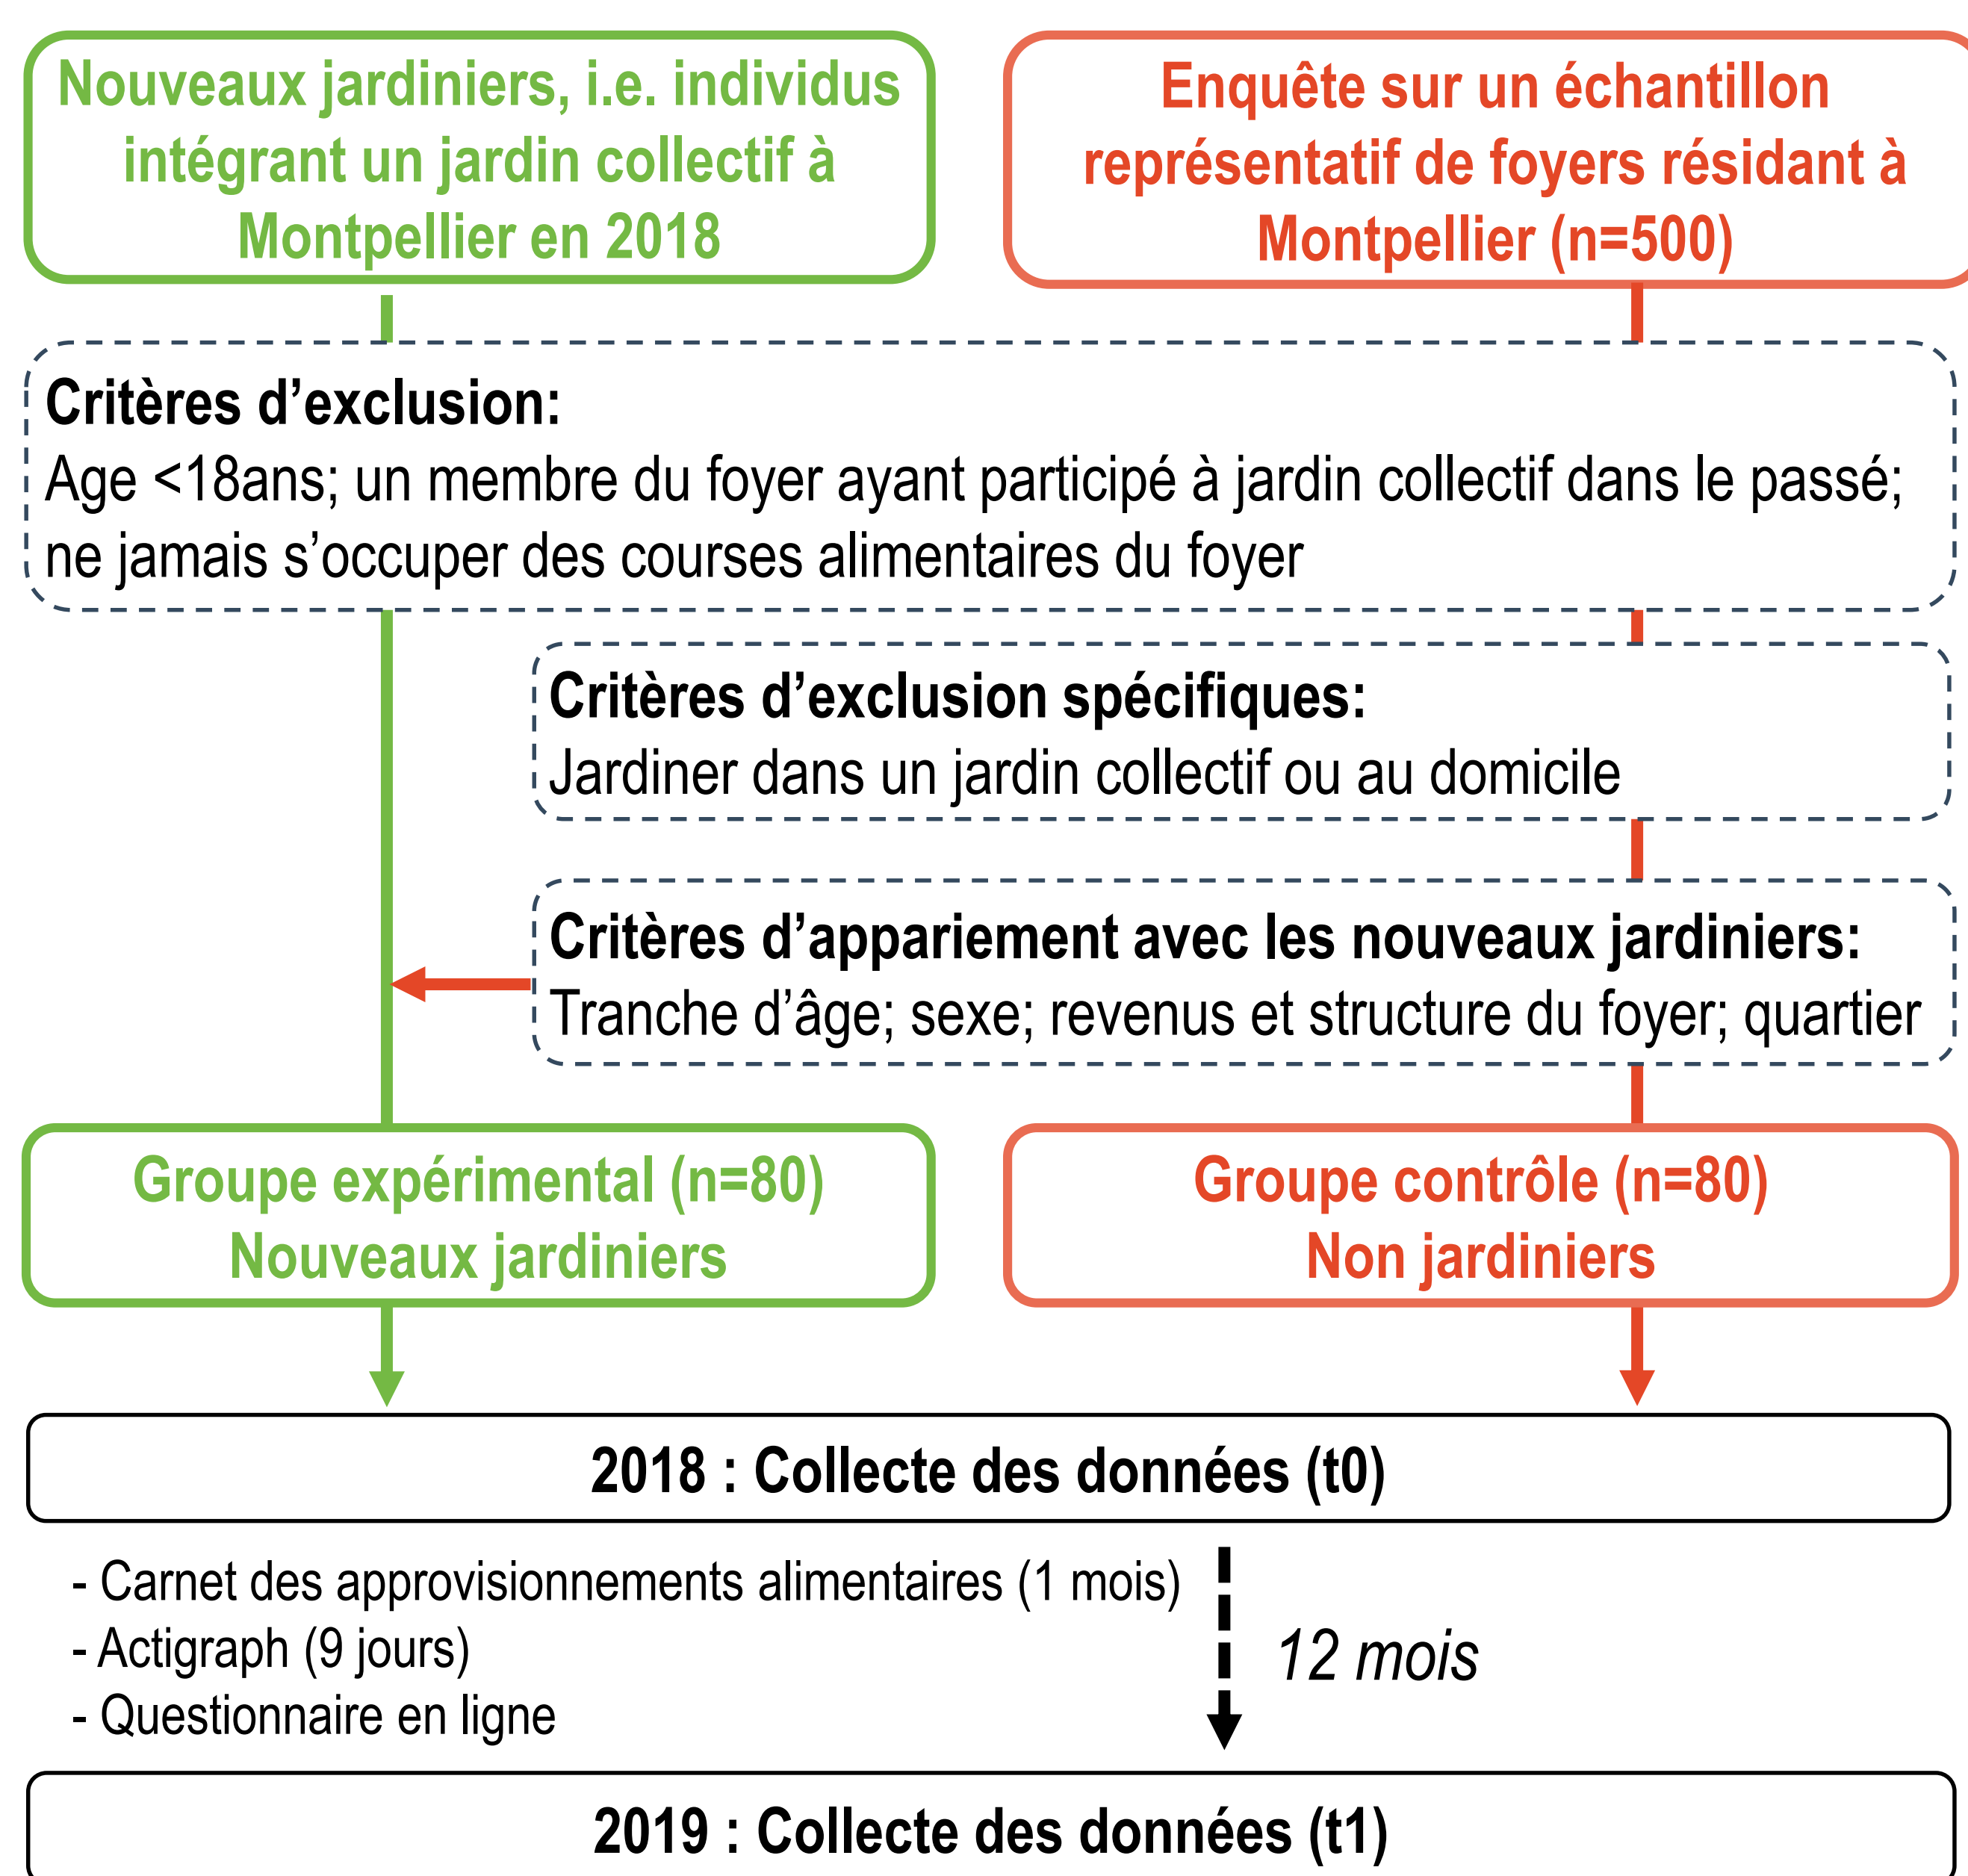 Nouveaux jardiniers, i.e. individus
intégrant un jardin collectif à
Montpellier en 2018
Enquête sur un échantillon
représentatif de foyers résidant à
Montpellier (n=500)
Critères d’exclusion:
Age <18ans; un membre du foyer ayant participé à jardin collectif dans le passé;
ne jamais s’occuper des courses alimentaires du foyer
Critères d’exclusion spécifiques:
Jardiner dans un jardin collectif ou au domicile
Critères d’appariement avec les nouveaux jardiniers:
Tranche d’âge; sexe; revenus et structure du foyer; quartier
Groupe expérimental (n=80)
Nouveaux jardiniers
Groupe contrôle (n=80)
Non jardiniers
2018 : Collecte des données (t0)
- Carnet des approvisionnements alimentaires (1 mois)
- Actigraph (9 jours)
- Questionnaire en ligne
12 mois
2019 : Collecte des données (t1)